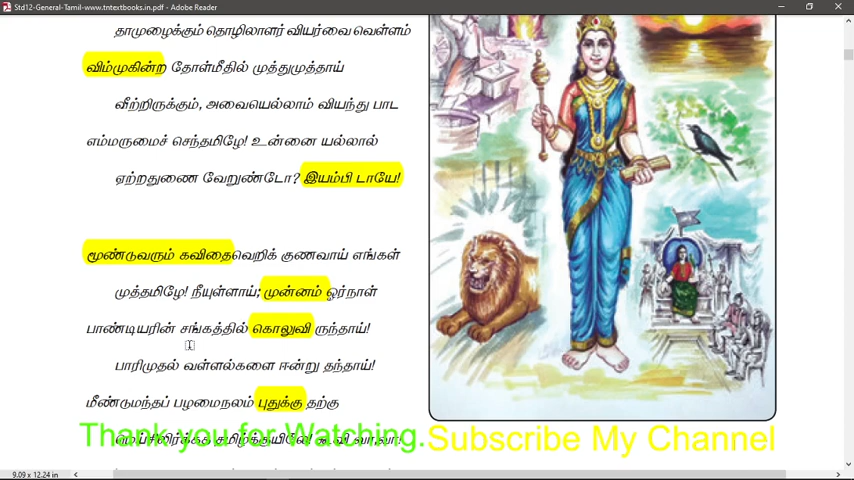 Std12-General-Tamil-www.tntextbooks.in.pdf - Adobe Reader
தாமுழைக்கும் தொழிலாளர் வியர்வை வெள்ளம்
விம்முகின்ற தோள்மீதில் முத்துமுத்தாய்
வீற்றிருக்கும், அவையெல்லாம் வியந்து பாட
எம்மருமைச் செந்தமிழே! உன்னை யல்லால்
ஏற்றதுணை வேறுண்டோ? இயம்பி டாயே!
மூண்டுவரும் கவிதைவெறிக் குணவாய் எங்கள்
முத்தமிழே! நீயுள்ளாய்; முன்னம் ஓர்நாள்
பாண்டியரின் சங்கத்தில் கொலுவி ருந்தாய்!
பாரிமுதல் வள்ளல்களை ஈன்று தந்தாய்!
மீண்டுமந்தப் பழமைநலம் புதுக்கு தற்கு
மெய்சிலிர்க்கத் தமிழ்க்குயிலே! கூவி வா,வா!
Thank you for Watching. Subscribe My Channel
9.09 x 12.24 in